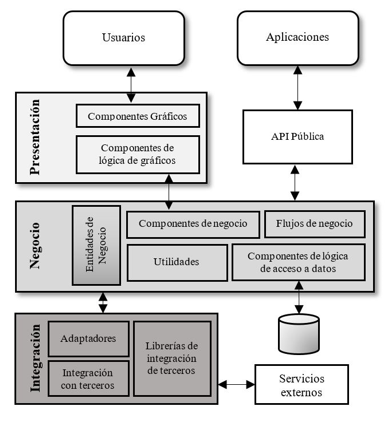 Usuarios
Aplicaciones
Presentación
Componentes Gráficos
Componentes de
lógica de gráficos
API Pública
Negocio
Entidades de
Negocio
Componentes de negocio
Flujos de negocio
Utilidades
Componentes de lógica
de acceso a datos
Integración
Adaptadores
Integración
con terceros
Librerías de
integración
de terceros
Servicios
externos